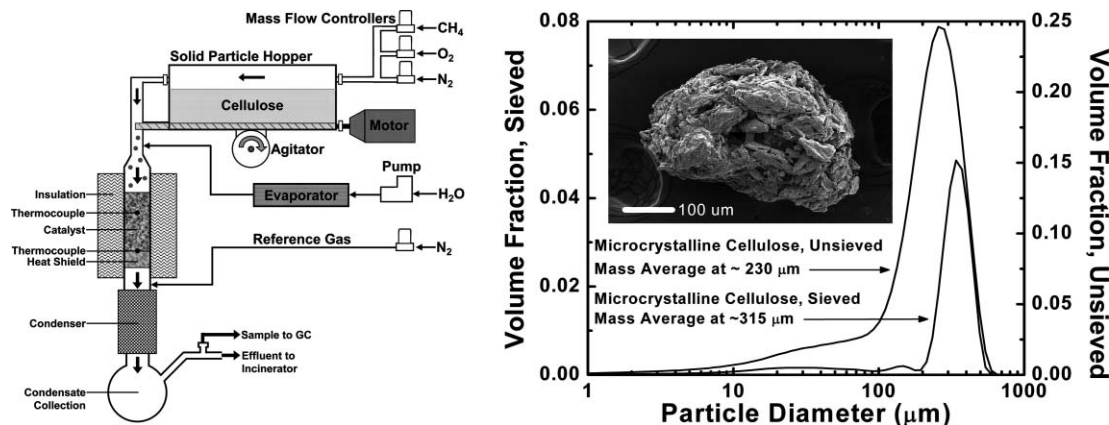 Mass Flow Controllers
CH4
O2
N2
Solid Particle Hopper
Cellulose
Motor
Agitator
Pump
Evaporator
H2O
Insulation
Thermocouple
Catalyst
Thermocouple
Heat Shield
Reference Gas
N2
Condenser
Sample to GC
Effluent to
Incinerator
Condensate
Collection
Volume Fraction, Sieved
0.08
0.06
0.04
0.02
0.00
100 um
Microcrystalline Cellulose, Unsieved
Mass Average at ~ 230 μm
Microcrystalline Cellulose, Sieved
Mass Average at ~315 μm
1
10
100
1000
Particle Diameter (μm)
0.25
0.20
0.15
0.10
0.05
0.00
Volume Fraction, Unsieved